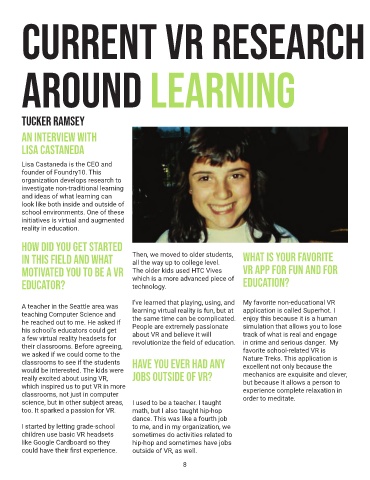 CURRENT VR RESEARCH
AROUND LEARNING
TUCKER RAMSEY
AN INTERVIEW WITH
LISA CASTANEDA
Lisa Castaneda is the CEO and
founder of Foundry10. This
organization develops research to
investigate non-traditional learning
and ideas of what learning can
look like both inside and outside of
school environments. One of these
initiatives is virtual and augmented
reality in education.
HOW DID YOU GET STARTED
IN THIS FIELD AND WHAT
MOTIVATED YOU TO BE A VR
EDUCATOR?
A teacher in the Seattle area was
teaching Computer Science and
he reached out to me. He asked if
his school's educators could get
a few virtual reality headsets for
their classrooms. Before agreeing,
we asked if we could come to the
classrooms to see if the students
would be interested. The kids were
really excited about using VR,
which inspired us to put VR in more
classrooms, not just in computer
science, but in other subject areas,
too. It sparked a passion for VR.
I started by letting grade-school
children use basic VR headsets
like Google Cardboard so they
could have their first experience.
Then, we moved to older students,
all the way up to college level.
The older kids used HTC Vives
which is a more advanced piece of
technology.
I've learned that playing, using, and
learning virtual reality is fun, but at
the same time can be complicated.
People are extremely passionate
about VR and believe it will
revolutionize the field of education.
HAVE YOU EVER HAD ANY
JOBS OUTSIDE OF VR?
I used to be a teacher. I taught
math, but I also taught hip-hop
dance. This was like a fourth job
to me, and in my organization, we
sometimes do activities related to
hip-hop and sometimes have jobs
outside of VR, as well.
WHAT IS YOUR FAVORITE
VR APP FOR FUN AND FOR
EDUCATION?
My favorite non-educational VR
application is called Superhot. I
enjoy this because it is a human
simulation that allows you to lose
track of what is real and engage
in crime and serious danger. My
favorite school-related VR is
Nature Treks. This application is
excellent not only because the
mechanics are exquisite and clever,
but because it allows a person to
experience complete relaxation in
order to meditate.
8